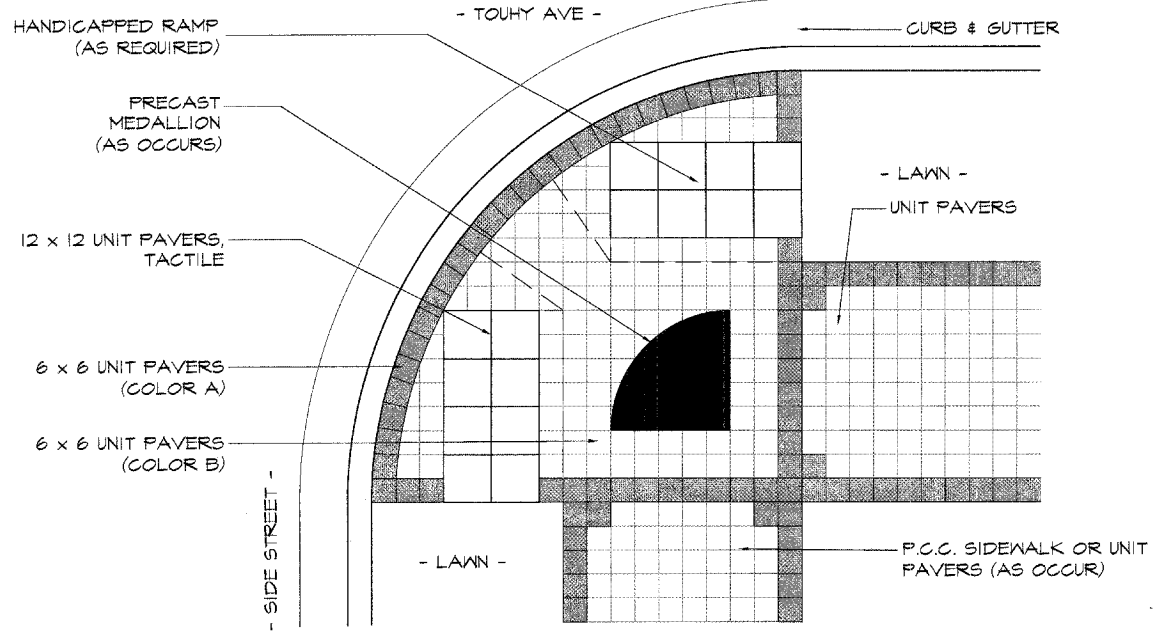 - TOUHY AVE -
HANDICAPPED RAMP
(AS REQUIRED)
CURB & GUTTER
PRECAST
MEDALLION
(AS OCCURS)
- LAWN -
UNIT PAVERS
12 x 12 UNIT PAVERS,
TACTILE
6 x 6 UNIT PAVERS
(COLOR A)
6 x 6 UNIT PAVERS
(COLOR B)
- SIDE STREET -
- LAWN -
P.C.C. SIDEWALK OR UNIT
PAVERS (AS OCCUR)